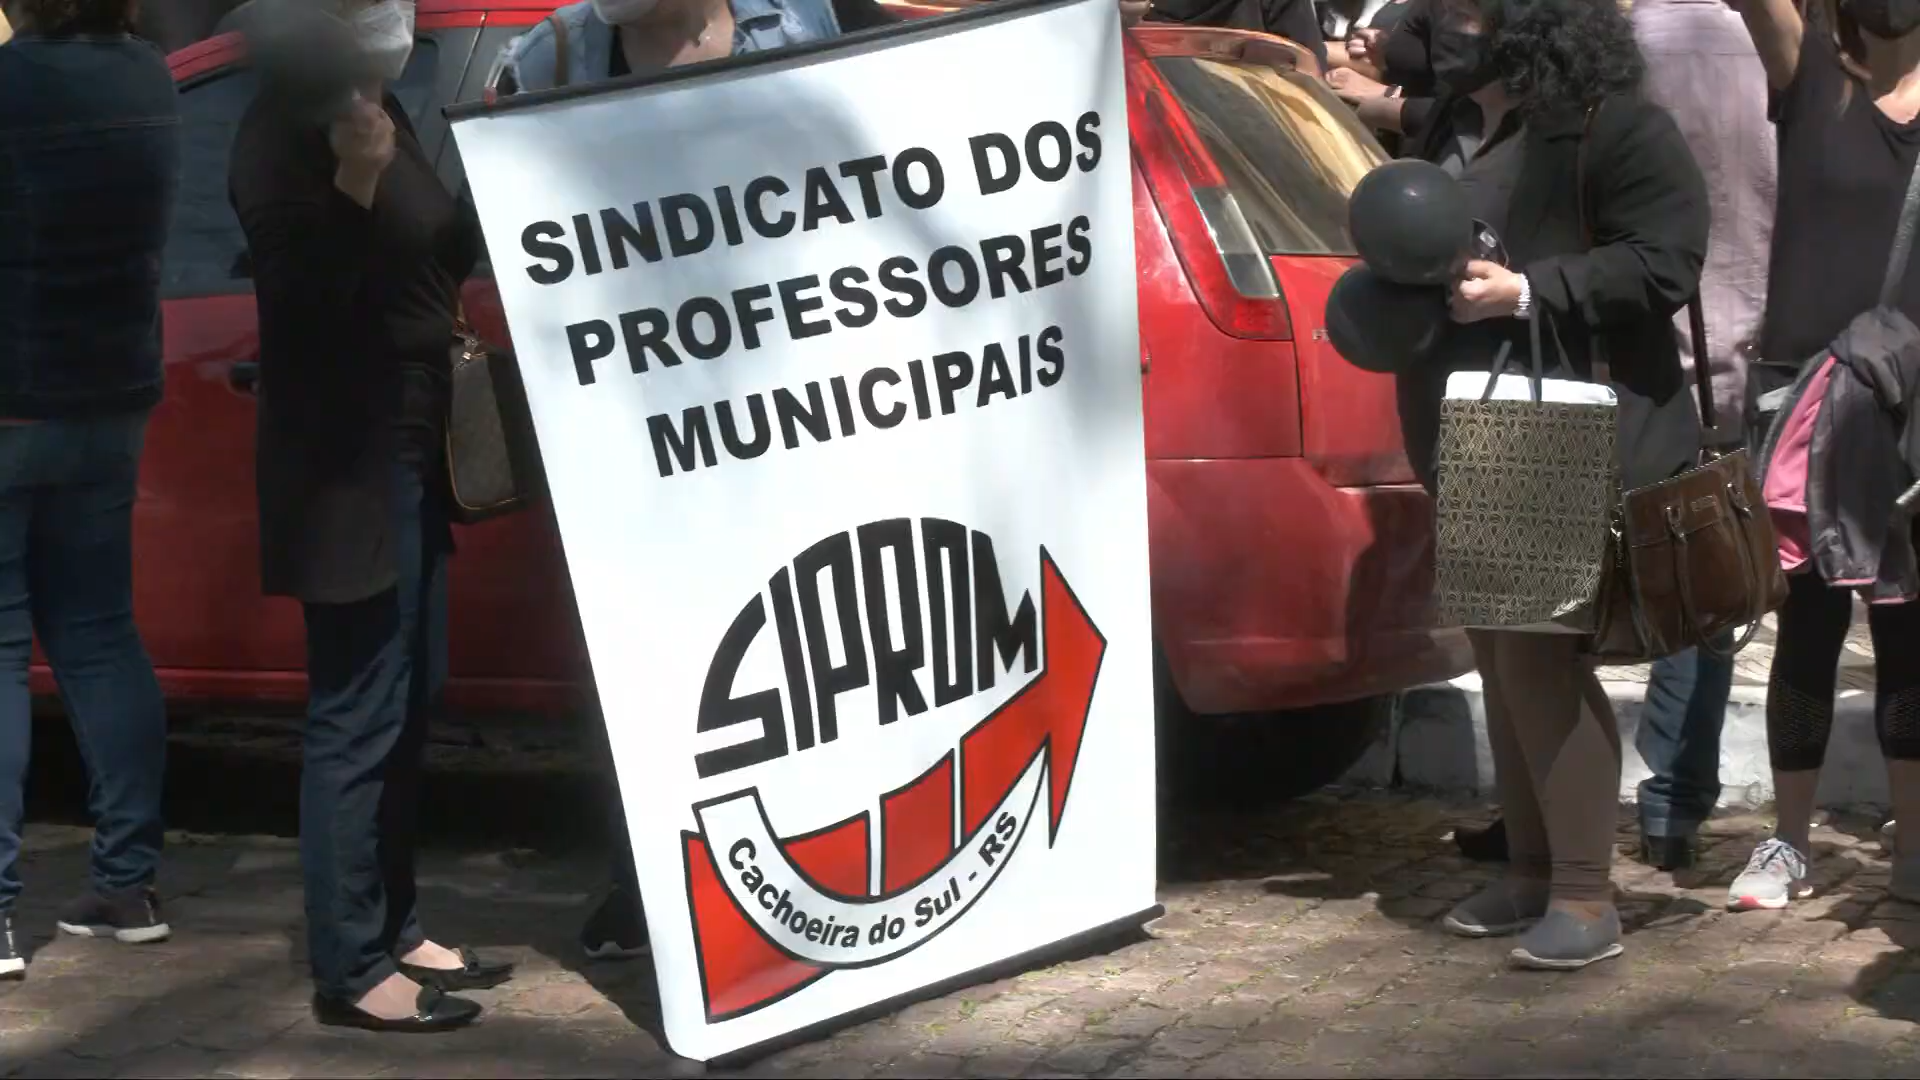 SINDICATO DOS
PROFESSORES
MUNICIPAIS
SIPROM
Cachoeira do Sul - RS